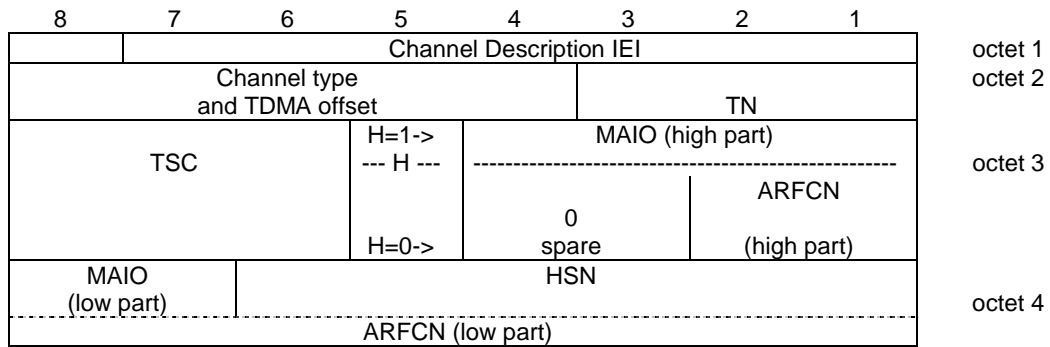 8 7 6 5 4 3 2 1
Channel Description IEI octet 1
Channel type octet 2
and TDMA offset TN
H=1-> MAIO (high part)
TSC --- H --- ----------------------------------------------------- octet 3
ARFCN
0
H=0-> spare (high part)
MAIO HSN
(low part) octet 4
ARFCN (low part)